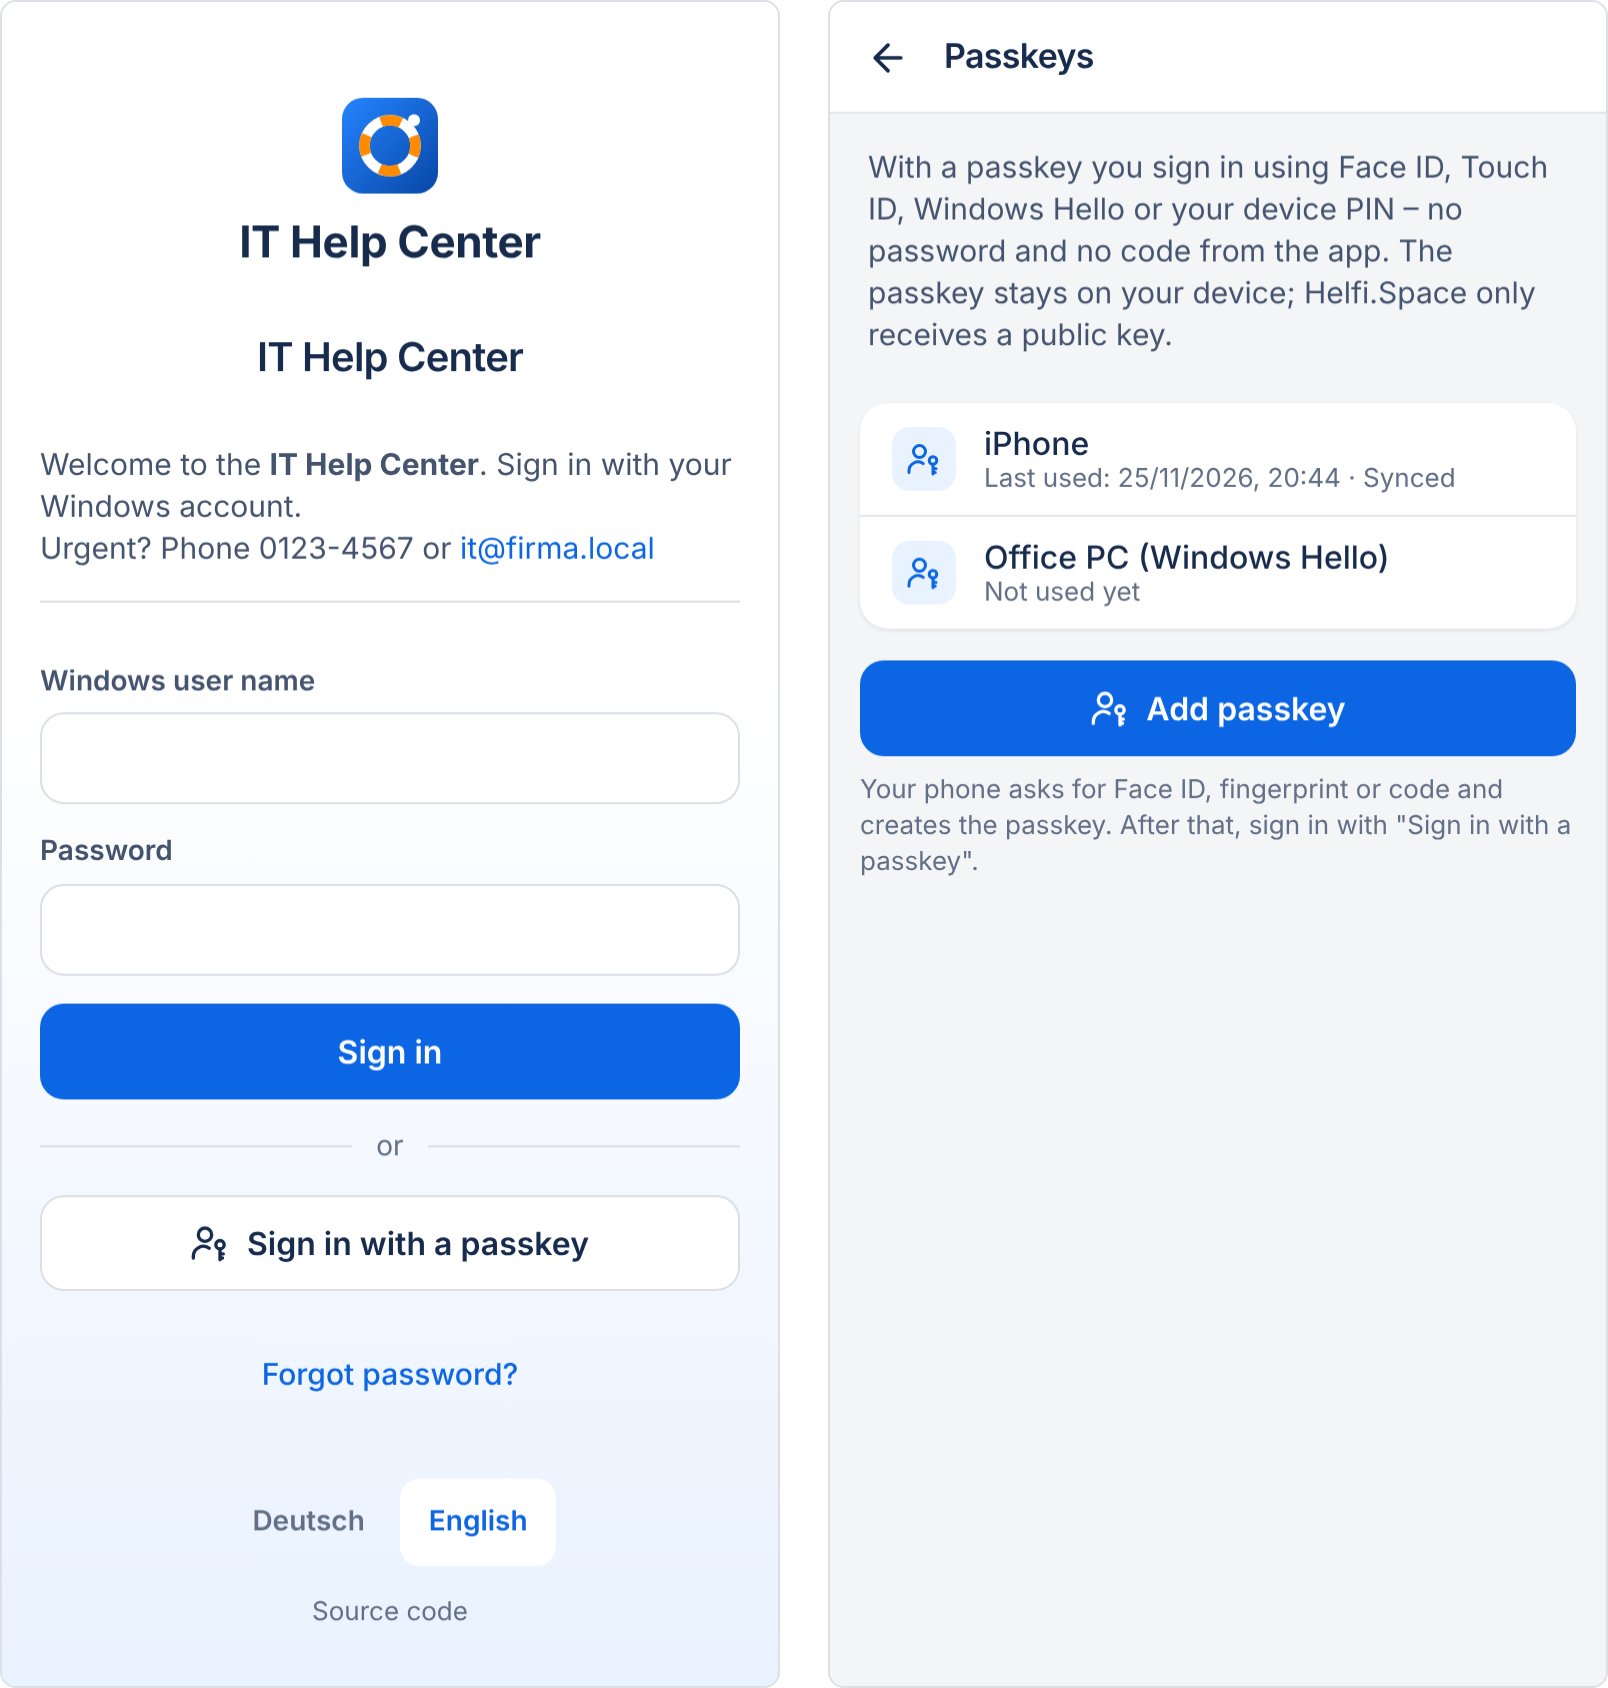 IT Help Center
IT Help Center
Welcome to the IT Help Center. Sign in with your
Windows account.
Urgent? Phone 0123-4567 or it@firma.local
Windows user name
Password
Sign in
or
Sign in with a passkey
Forgot password?
Deutsch English
Source code
Passkeys
With a passkey you sign in using Face ID, Touch
ID, Windows Hello or your device PIN – no
password and no code from the app. The
passkey stays on your device; Helfi.Space only
receives a public key.
iPhone
Last used: 25/11/2026, 20:44 · Synced
Office PC (Windows Hello)
Not used yet
Add passkey
Your phone asks for Face ID, fingerprint or code and
creates the passkey. After that, sign in with "Sign in with a
passkey".